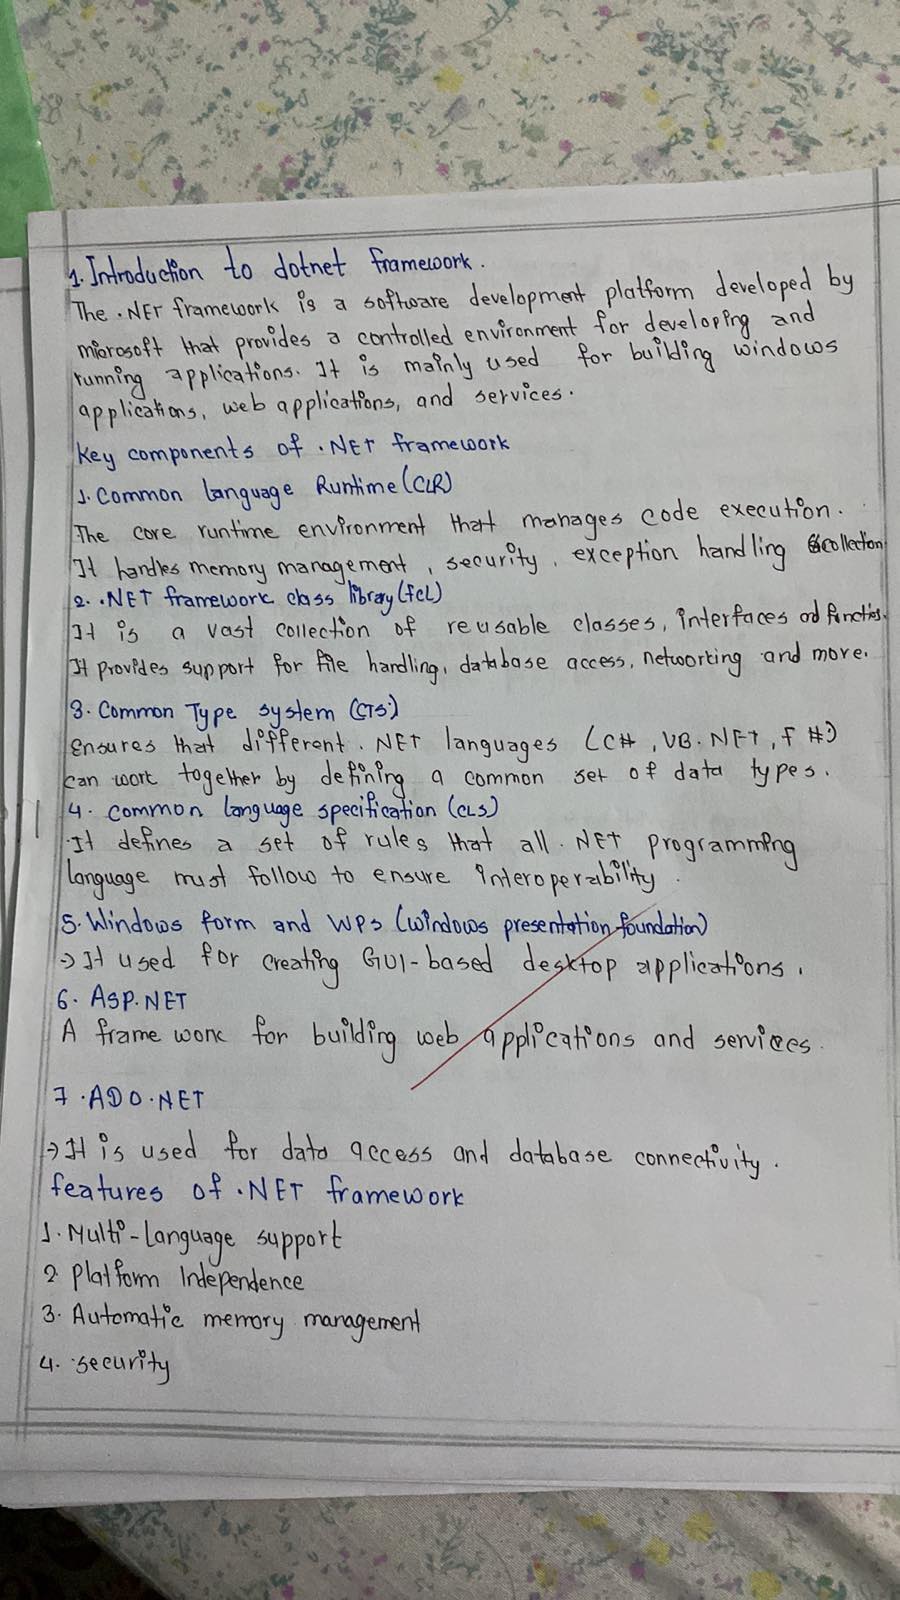 1. Introduction to dotnet framework.
The .NET framework is a software development platform developed by
microsoft that provides a controlled environment for developing and
running applications. It is mainly used for building windows
applications, web applications, and services.
Key components of .NET framework
1. Common language Runtime (CLR)
The core runtime environment that manages code execution.
It handles memory management, security, exception handling collection
2. .NET framework class library (fcL)
It is a vast collection of reusable classes, interfaces and
It provides support for file handling, database access, networking and more.
3. Common Type system (CTS)
Ensures that different .NET languages (C#, VB.NET, F#)
can work together by defining a common set of data types.
4. common language specification (CLS)
It defines a set of rules that all .NET programming
language must follow to ensure interoperability.
5. Windows form and WPS (windows presentation foundation)
→ It used for creating GUI-based desktop applications.
6. ASP.NET
A frame work for building web applications and services.
7. ADO.NET
→ It is used for data access and database connectivity.
features of .NET framework
1. Multi-Language support
2 Platform Independence
3. Automatic memory management
4. security